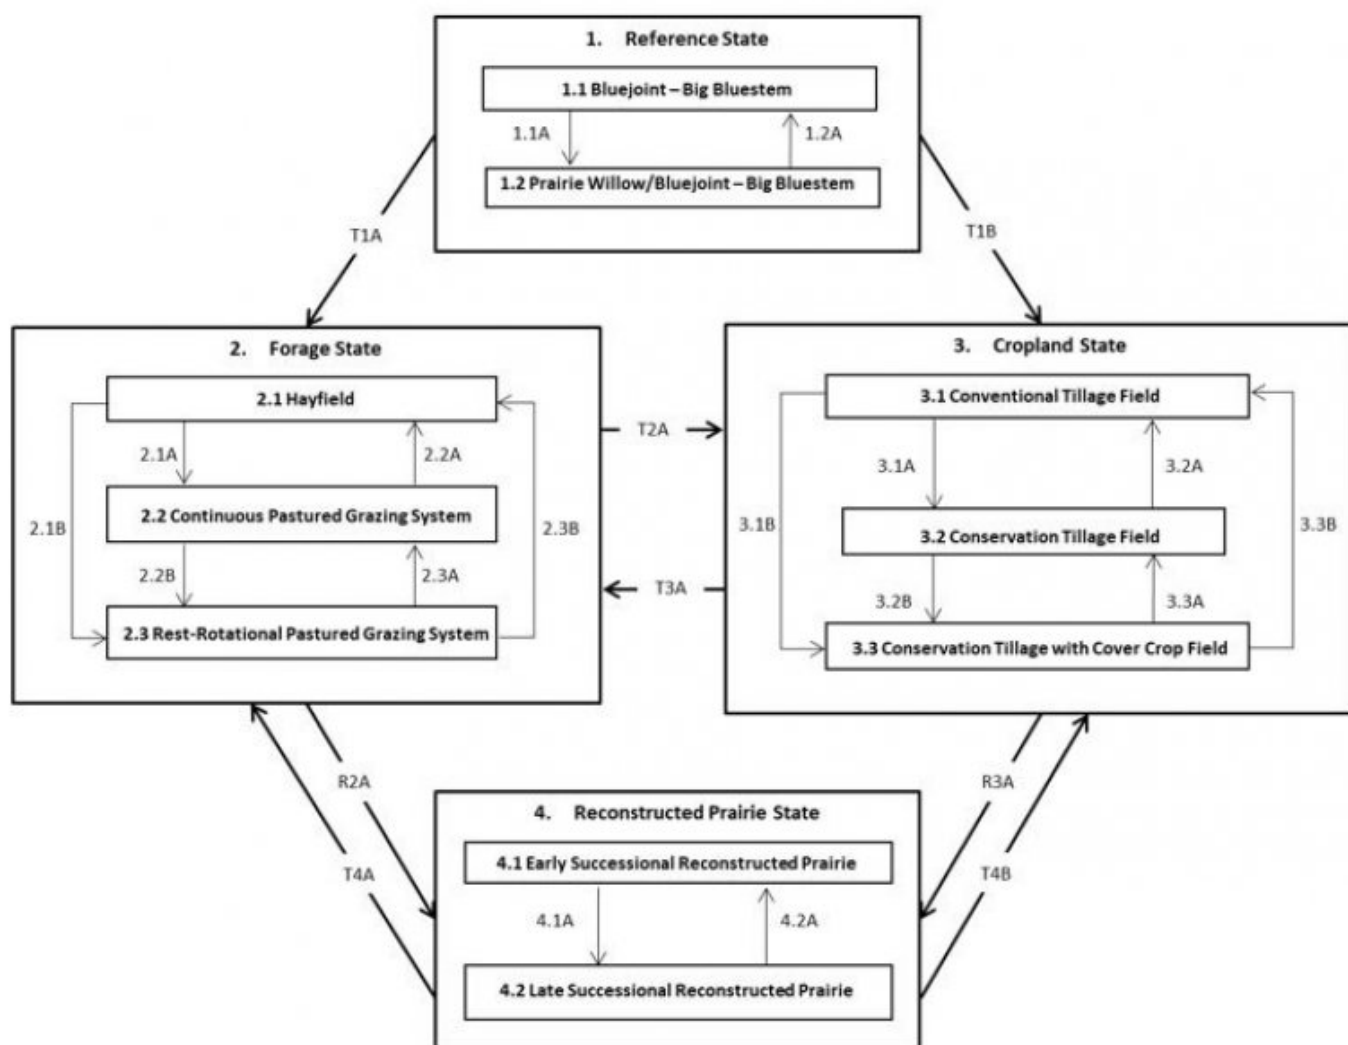 1. Reference State
1.1 Bluejoint – Big Bluestem
1.1A
1.2A
1.2 Prairie Willow/Bluejoint – Big Bluestem
T1A
T1B
2. Forage State
2.1 Hayfield
2.1A
2.2A
2.1B
2.2 Continuous Pastured Grazing System
2.3B
2.2B
2.3A
2.3 Rest-Rotational Pastured Grazing System
T2A
T3A
3. Cropland State
3.1 Conventional Tillage Field
3.1A
3.2A
3.1B
3.2 Conservation Tillage Field
3.3B
3.2B
3.3A
3.3 Conservation Tillage with Cover Crop Field
R2A
T4A
R3A
T4B
4. Reconstructed Prairie State
4.1 Early Successional Reconstructed Prairie
4.1A
4.2A
4.2 Late Successional Reconstructed Prairie